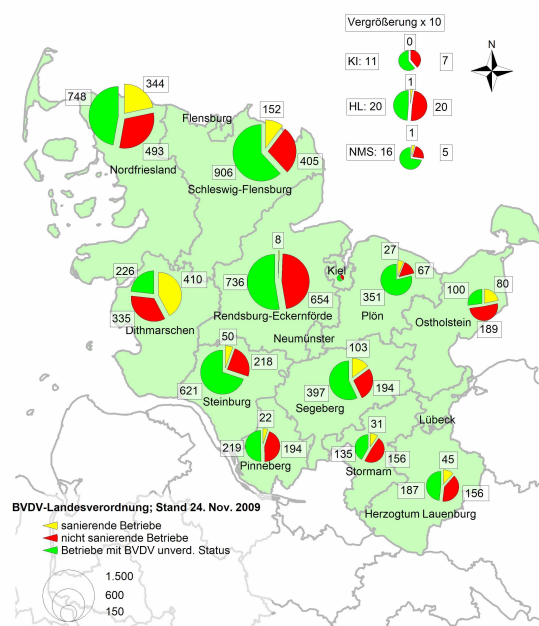 Vergrößerung x 10
N
0
KI: 11
7
1
HL: 20
20
1
NMS: 16
5
344
748
493
Nordfriesland
Flensburg
152
906
405
Schleswig-Flensburg
8
736
654
Rendsburg-Eckernförde
Kiel
27
67
351
Plön
80
100
189
Ostholstein
226
410
335
Dithmarschen
Neumünster
50
218
621
Steinburg
103
397
194
Segeberg
Lübeck
22
219
194
Pinneberg
31
135
156
Stormarn
45
187
156
Herzogtum Lauenburg
BVDV-Landesverordnung; Stand 24. Nov. 2009
sanierende Betriebe
nicht sanierende Betriebe
Betriebe mit BVDV unverd. Status
1.500
600
150